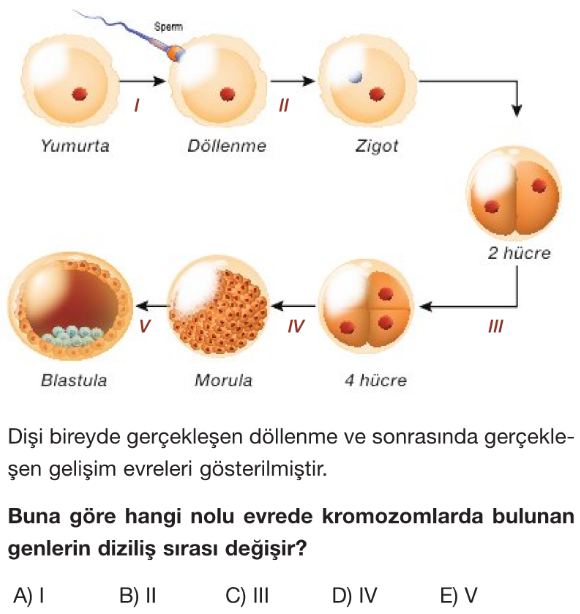 Sperm
I
II
Yumurta
Döllenme
Zigot
2 hücre
V
IV
III
Blastula
Morula
4 hücre
Dişi bireyde gerçekleşen döllenme ve sonrasında gerçekle-
şen gelişim evreleri gösterilmiştir.
Buna göre hangi nolu evrede kromozomlarda bulunan
genlerin diziliş sırası değişir?
A) I B) II C) III D) IV E) V